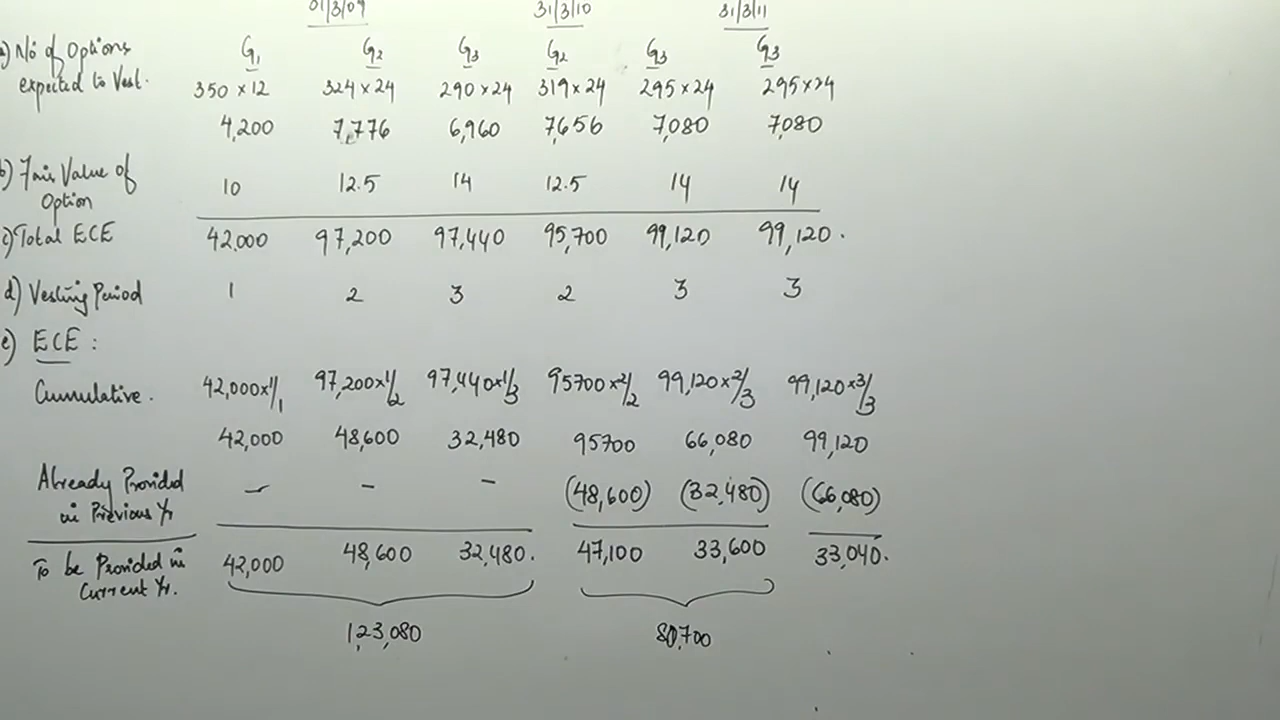 31/3/09 31/3/10 31/3/11
a) No of Options G1 G2 G3 G2 G3 G3
expected to Vest. 350 × 12 324 × 24 290 × 24 319 × 24 295 × 24 295 × 24
4,200 7,776 6,960 7,656 7,080 7,080
b) Fair Value of 10 12.5 14 12.5 14 14
Option
c) Total ECE 42,000 97,200 97,440 95,700 99,120 99,120.
d) Vesting Period 1 2 3 2 3 3
e) ECE :
Cumulative. 42,000×1/1 97,200×1/2 97,440×1/3 95700×2/2 99,120×2/3 99,120×3/3
42,000 48,600 32,480 95700 66,080 99,120
Already Provided - - - (48,600) (32,480) (66,080)
in Previous Yr
To be Provided in 42,000 48,600 32,480. 47,100 33,600 33,040.
Current Yr.
1,23,080 80,700